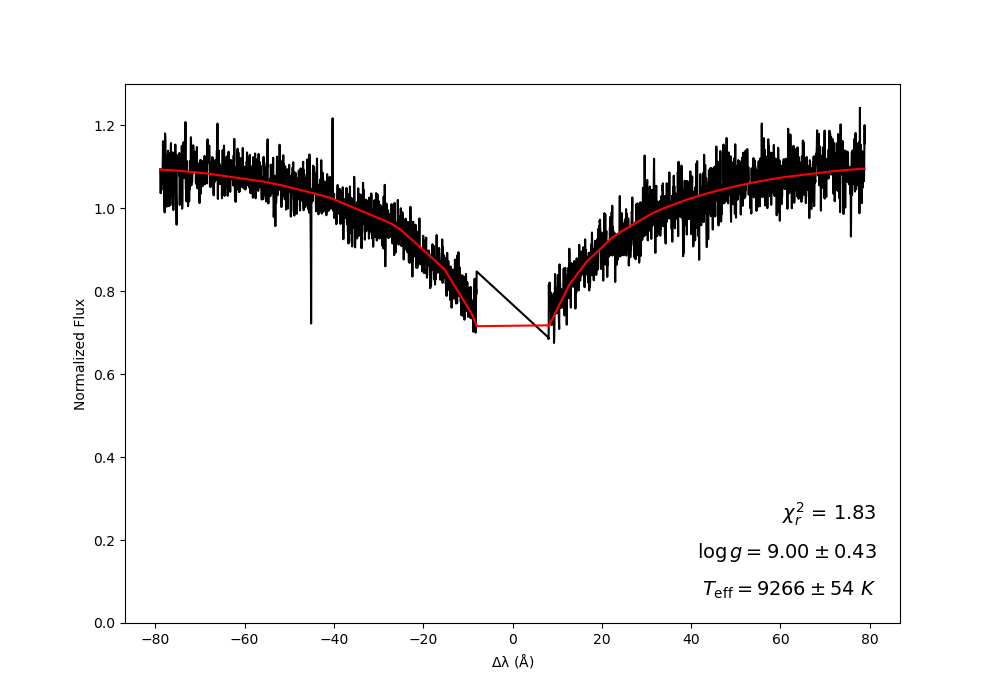 1.2
1.0
0.8
0.6
0.4
0.2
0.0
Normalized Flux
χ²ᵣ = 1.83
log g = 9.00 ± 0.43
T_eff = 9266 ± 54 K
−80 −60 −40 −20 0 20 40 60 80
Δλ (Å)